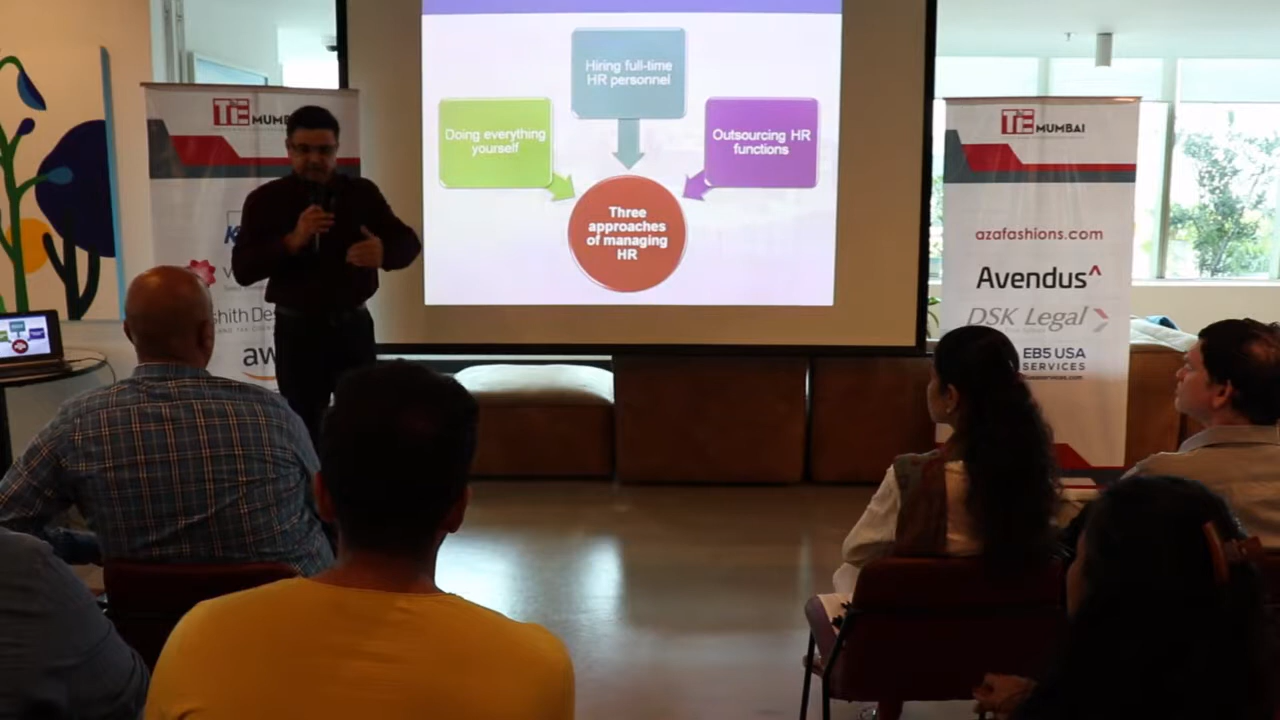 Hiring full-time
HR personnel
Doing everything
yourself
Outsourcing HR
functions
Three
approaches
of managing
HR
TiE MUMBAI
aw
TiE MUMBAI
azafashions.com
Avendus
DSK Legal
EB5 USA
SERVICES